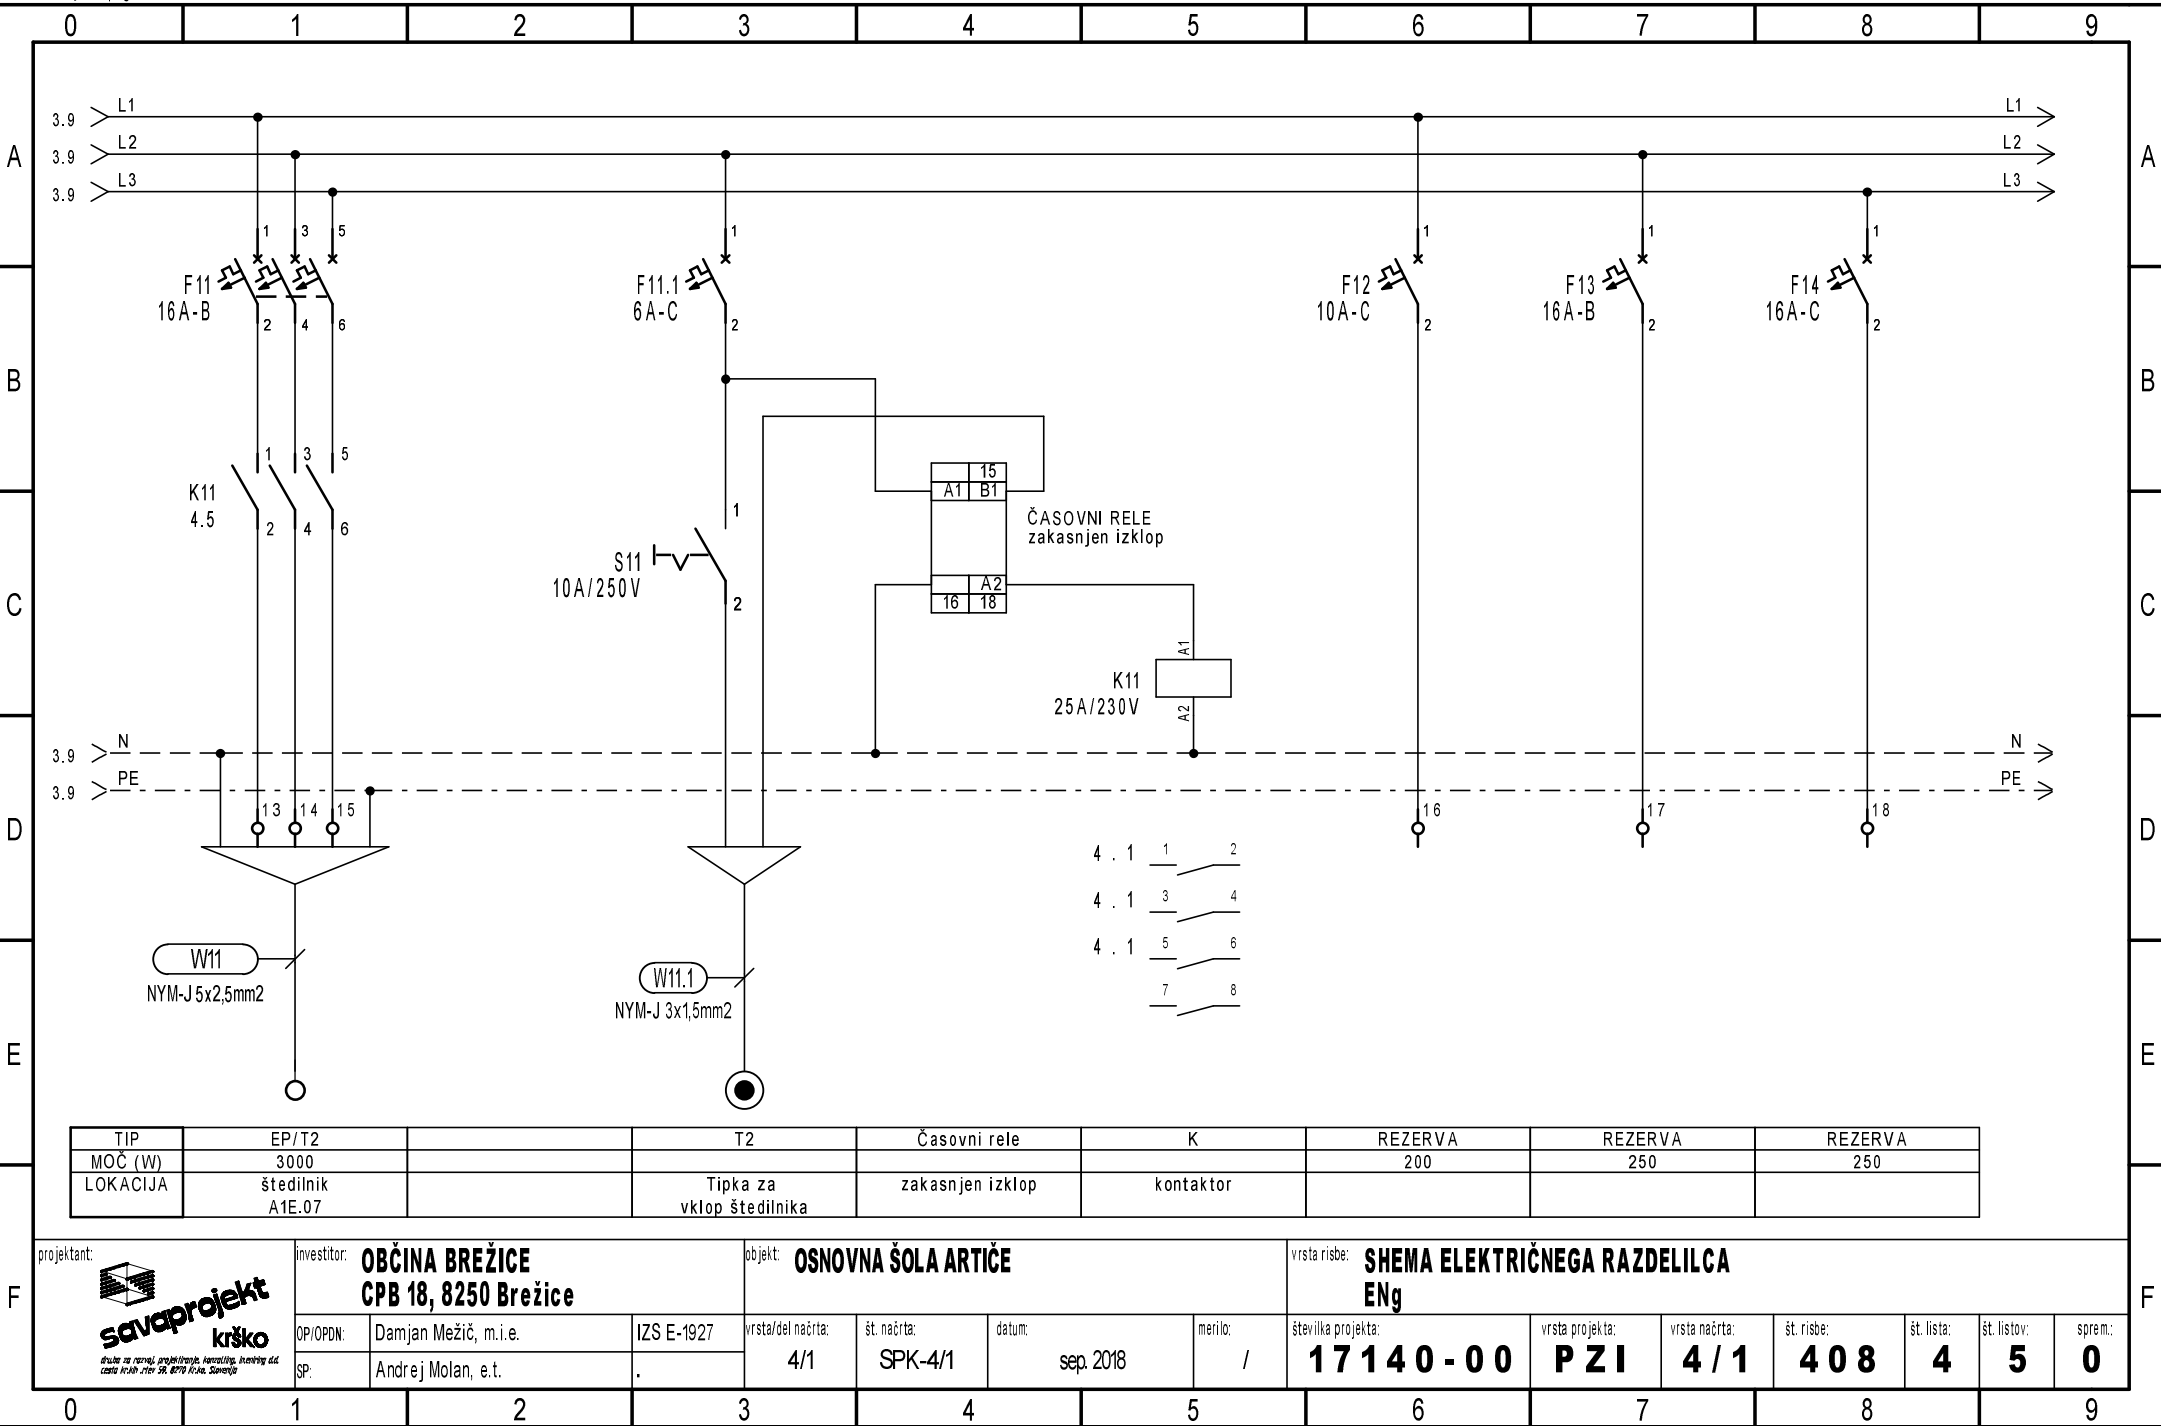 0 1 2 3 4 5 6 7 8 9
3.9 L1 L1
3.9 L2 L2
A A
3.9 L3 L3
1 3 5 1 1 1 1
F11 F11.1 F12 F13 F14
16A-B 6A-C 10A-C 16A-B 16A-C
2 4 6 2 2 2 2
B B
1 3 5
15
A1 B1
K11
4.5
2 4 6
1
ČASOVNI RELE
zakasnjen izklop
S11
10A/250V
2
A2
16 18
C C
A1
K11
25A/230V
A2
3.9 N N
3.9 PE PE
13 14 15 16 17 18
D D
4.1 1 2
4.1 3 4
4.1 5 6
7 8
W11
NYM-J 5x2,5mm2
W11.1
NYM-J 3x1,5mm2
E E
TIP EP/T2 T2 Časovni rele K REZERVA REZERVA REZERVA
MOČ (W) 3000 200 250 250
LOKACIJA štedilnik Tipka za zakasnjen izklop kontaktor
A1E.07 vklop štedilnika
projektant: investitor: OBČINA BREŽICE objekt: OSNOVNA ŠOLA ARTIČE vrsta risbe: SHEMA ELEKTRIČNEGA RAZDELILCA
CPB 18, 8250 Brežice ENg
F F
savaprojekt
krško
OP/OPDN: Damjan Mežič, m.i.e. IZS E-1927 vrsta/del načrta: št. načrta: datum: merilo: številka projekta: vrsta projekta: vrsta načrta: št. risbe: št. lista: št. listov: sprem.:
SP: Andrej Molan, e.t. . 4/1 SPK-4/1 sep. 2018 / 17140-00 PZI 4/1 408 4 5 0
0 1 2 3 4 5 6 7 8 9